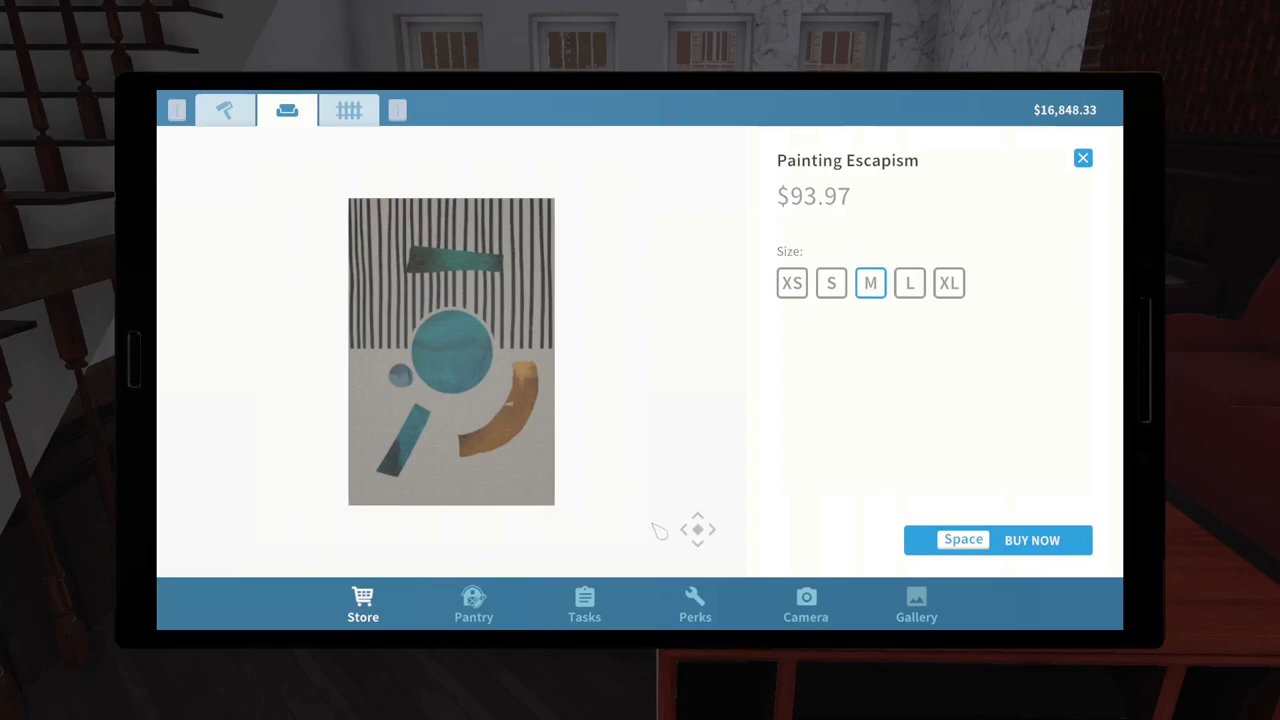 $16,848.33
Painting Escapism
$93.97
Size:
XS S M L XL
Space BUY NOW
Store Pantry Tasks Perks Camera Gallery